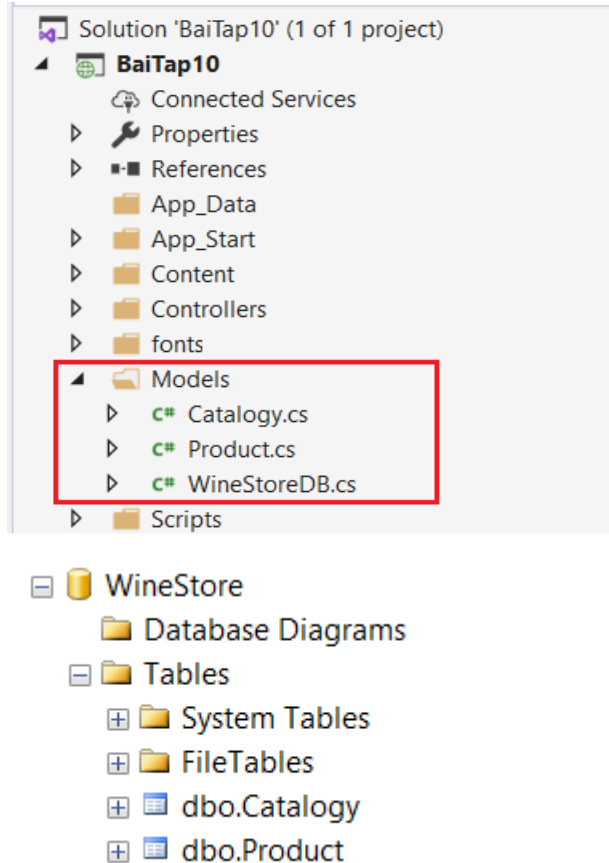 Solution 'BaiTap10' (1 of 1 project)
BaiTap10
Connected Services
Properties
References
App_Data
App_Start
Content
Controllers
fonts
Models
C# Catalogy.cs
C# Product.cs
C# WineStoreDB.cs
Scripts
WineStore
Database Diagrams
Tables
System Tables
FileTables
dbo.Catalogy
dbo.Product